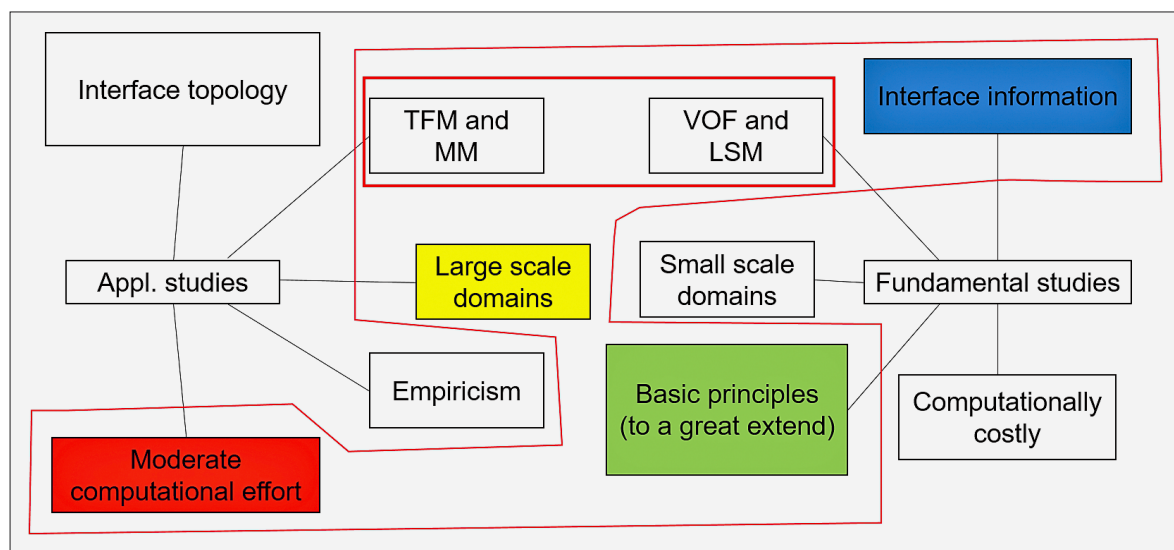 Interface topology
TFM and
MM
VOF and
LSM
Interface information
Appl. studies
Large scale
domains
Small scale
domains
Fundamental studies
Empiricism
Basic principles
(to a great extend)
Computationally
costly
Moderate
computational effort